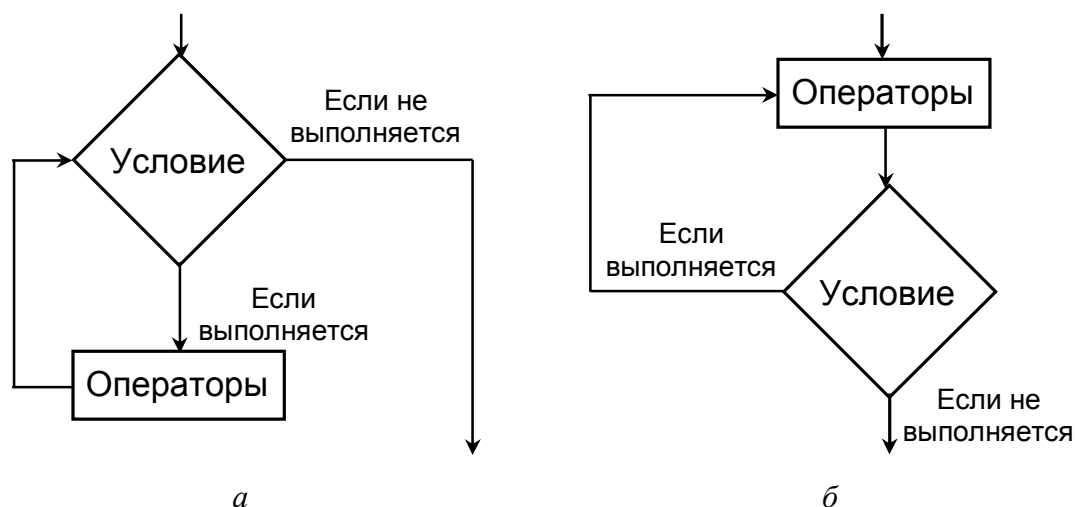 Если не
выполняется
Условие
Если
выполняется
Операторы
а
Операторы
Если
выполняется
Условие
Если не
выполняется
б